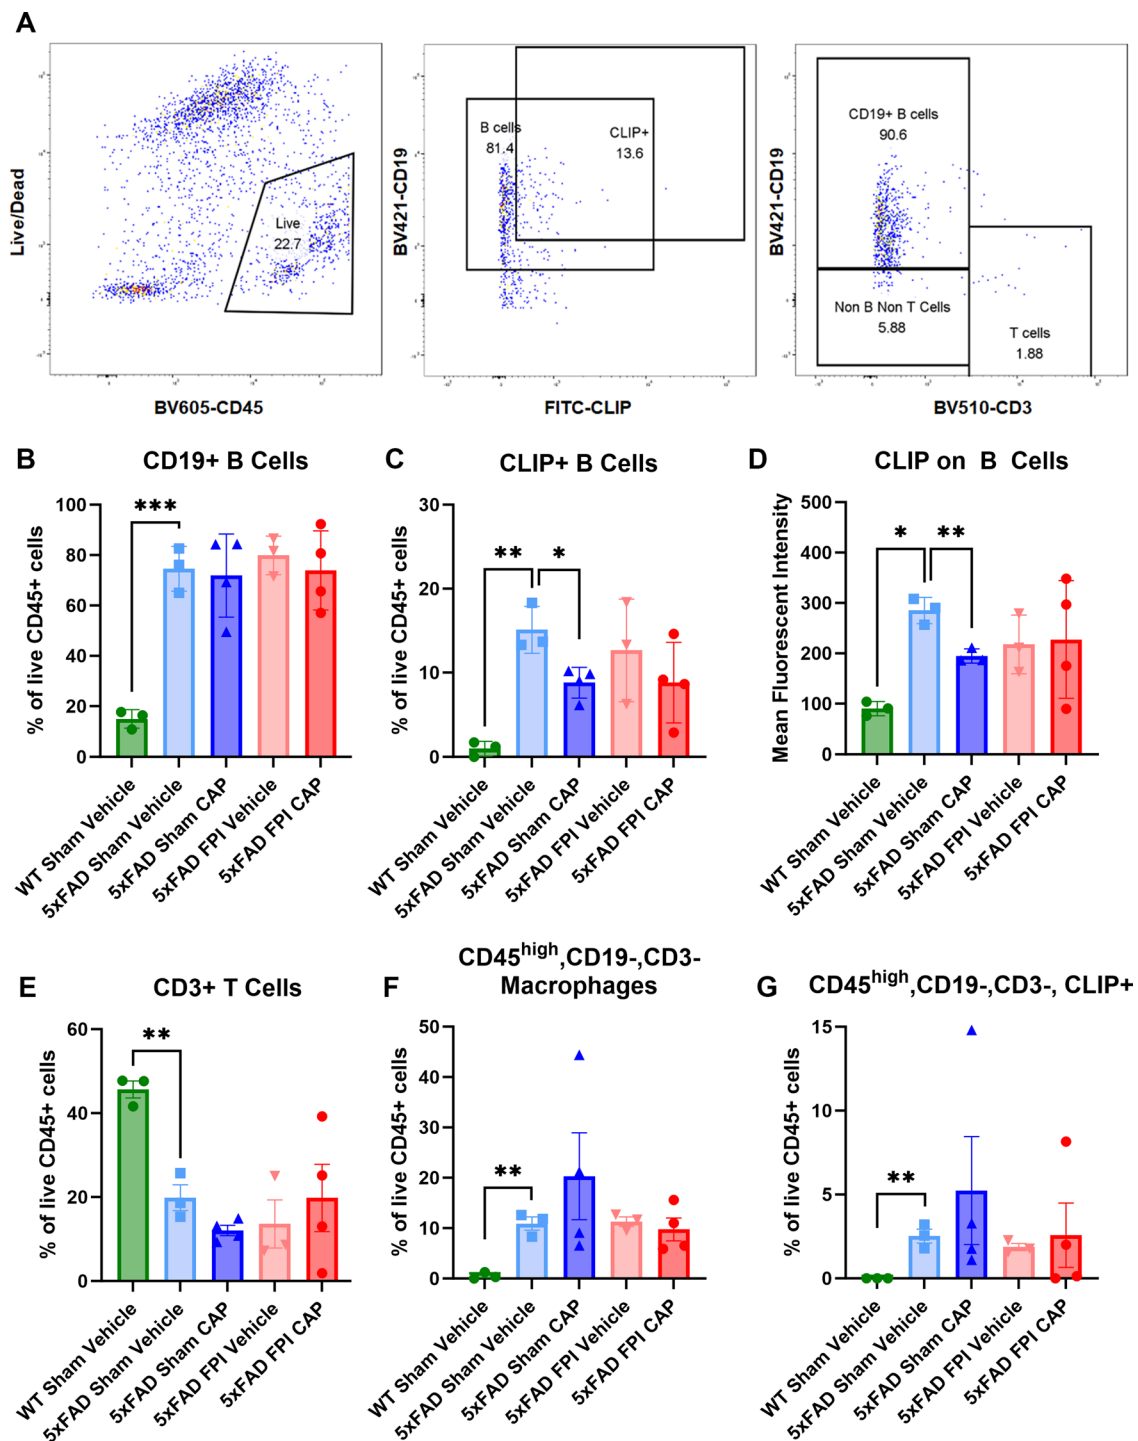 A
Live/Dead
Live
22.7
BV605-CD45
BV421-CD19
B cells
81.4
CLIP+
13.6
FITC-CLIP
BV421-CD19
CD19+ B cells
90.6
Non B Non T Cells
5.88
T cells
1.88
BV510-CD3
B
CD19+ B Cells
% of live CD45+ cells
100
80
60
40
20
0
***
WT Sham Vehicle
5xFAD Sham Vehicle
5xFAD Sham CAP
5xFAD FPI Vehicle
5xFAD FPI CAP
C
CLIP+ B Cells
% of live CD45+ cells
30
20
10
0
**
*
WT Sham Vehicle
5xFAD Sham Vehicle
5xFAD Sham CAP
5xFAD FPI Vehicle
5xFAD FPI CAP
D
CLIP on B Cells
Mean Fluorescent Intensity
500
400
300
200
100
0
*
**
WT Sham Vehicle
5xFAD Sham Vehicle
5xFAD Sham CAP
5xFAD FPI Vehicle
5xFAD FPI CAP
E
CD3+ T Cells
% of live CD45+ cells
60
40
20
0
**
WT Sham Vehicle
5xFAD Sham Vehicle
5xFAD Sham CAP
5xFAD FPI Vehicle
5xFAD FPI CAP
F
CD45high,CD19-,CD3-
Macrophages
% of live CD45+ cells
50
40
30
20
10
0
**
WT Sham Vehicle
5xFAD Sham Vehicle
5xFAD Sham CAP
5xFAD FPI Vehicle
5xFAD FPI CAP
G
CD45high,CD19-,CD3-, CLIP+
% of live CD45+ cells
15
10
5
0
**
WT Sham Vehicle
5xFAD Sham Vehicle
5xFAD Sham CAP
5xFAD FPI Vehicle
5xFAD FPI CAP